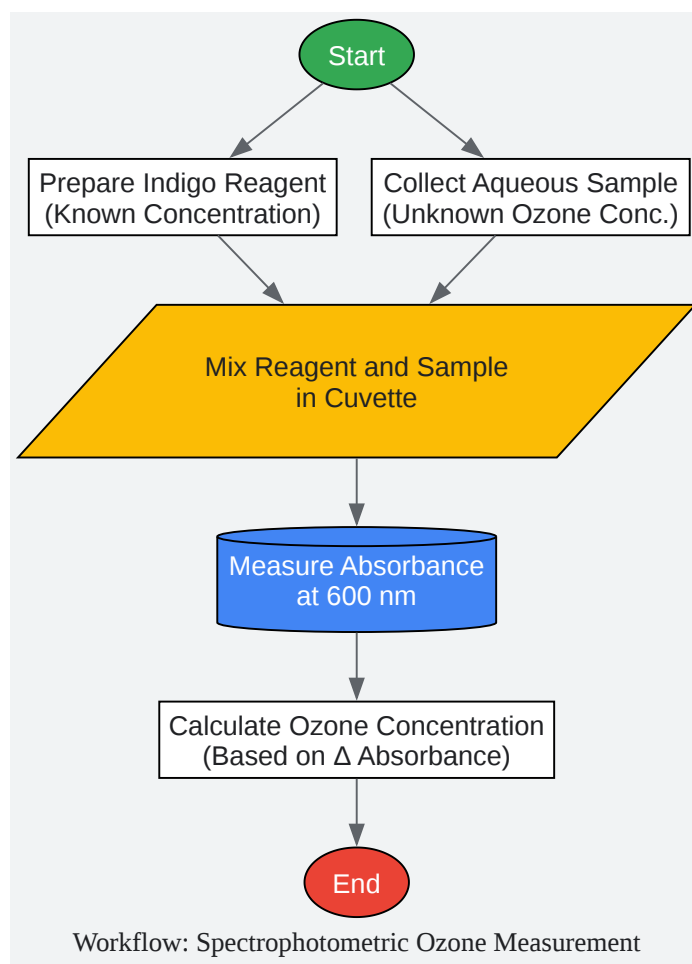 Start
Prepare Indigo Reagent
(Known Concentration)
Collect Aqueous Sample
(Unknown Ozone Conc.)
Mix Reagent and Sample
in Cuvette
Measure Absorbance
at 600 nm
Calculate Ozone Concentration
(Based on Δ Absorbance)
End
Workflow: Spectrophotometric Ozone Measurement